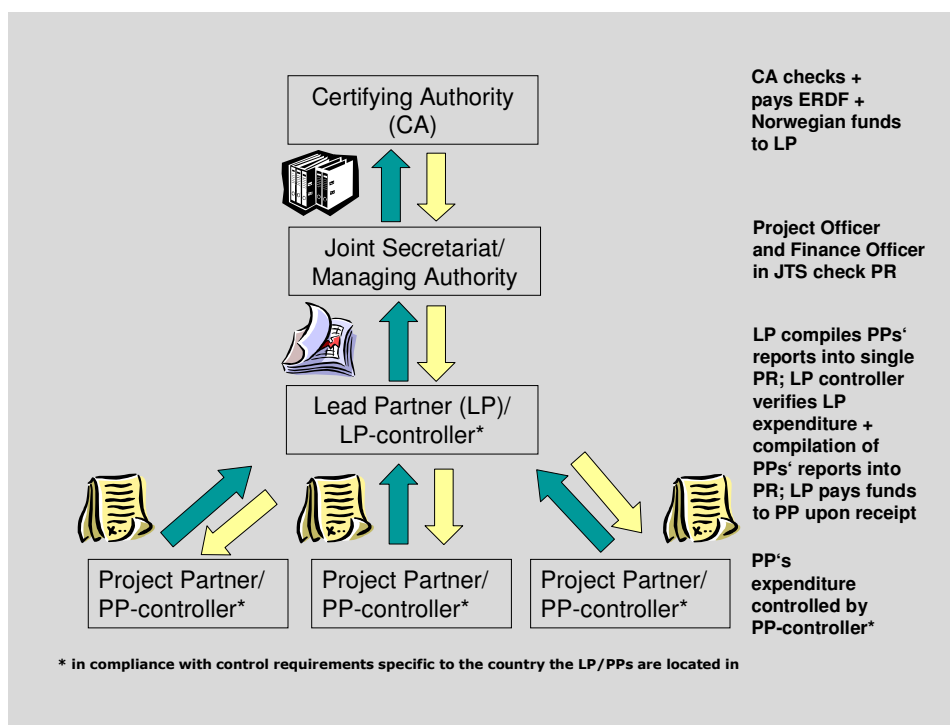 Certifying Authority
(CA)
CA checks +
pays ERDF +
Norwegian funds
to LP
Joint Secretariat/
Managing Authority
Project Officer
and Finance Officer
in JTS check PR
Lead Partner (LP)/
LP-controller*
LP compiles PPs‘
reports into single
PR; LP controller
verifies LP
expenditure +
compilation of
PPs‘ reports into
PR; LP pays funds
to PP upon receipt
Project Partner/
PP-controller*
Project Partner/
PP-controller*
Project Partner/
PP-controller*
PP‘s
expenditure
controlled by
PP-controller*
* in compliance with control requirements specific to the country the LP/PPs are located in